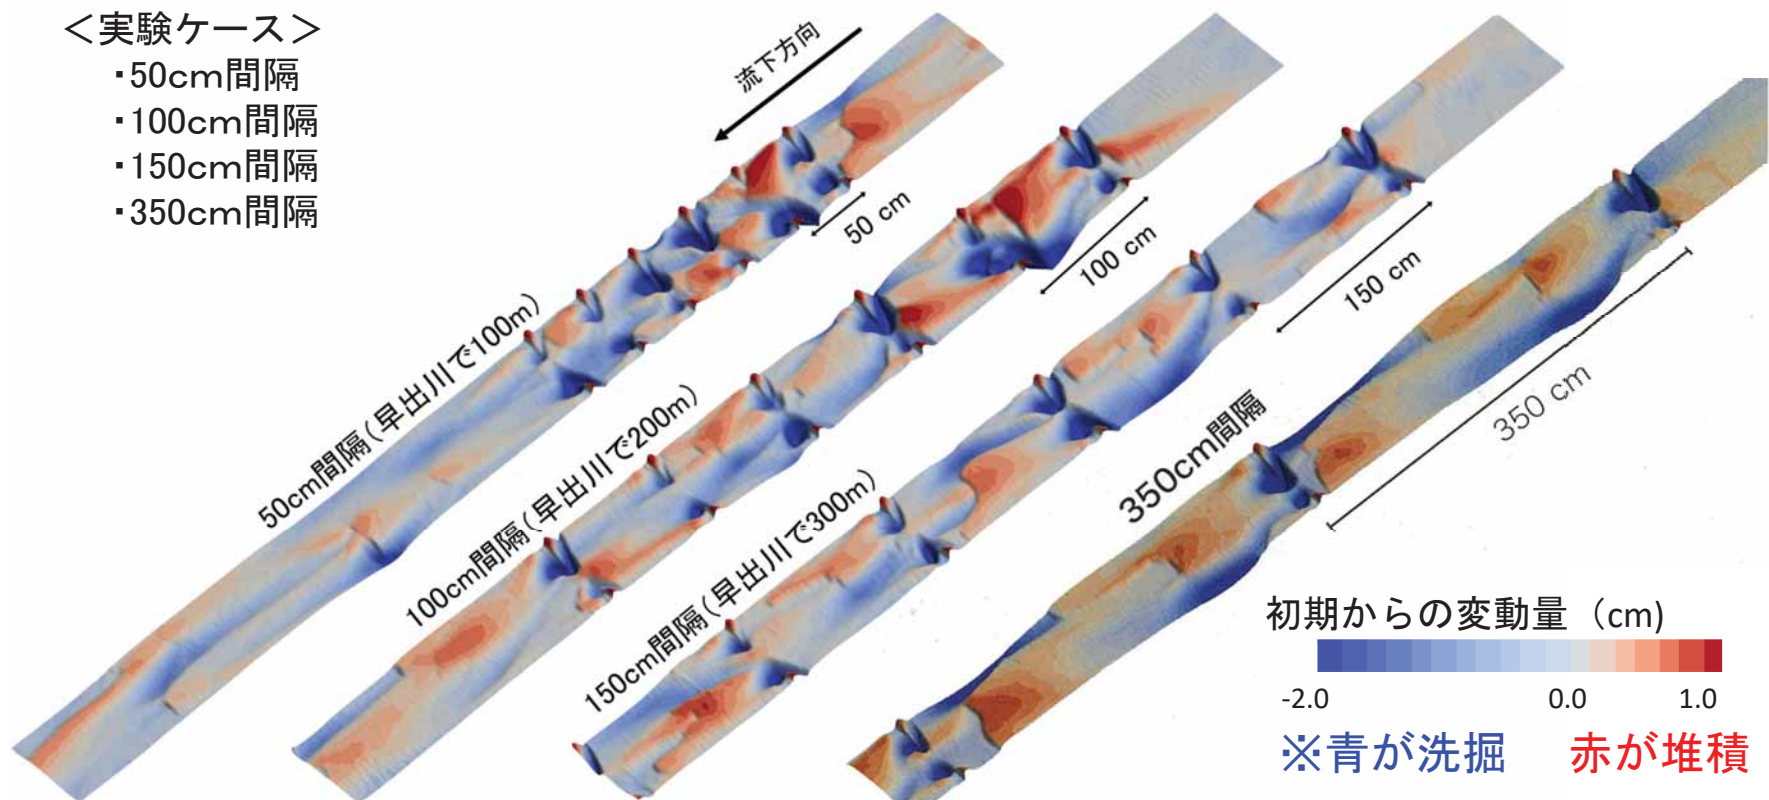 ＜実験ケース＞
・50cm間隔
・100cm間隔
・150cm間隔
・350cm間隔
流下方向
50 cm
100 cm
150 cm
350 cm
50cm間隔（早出川で100m）
100cm間隔（早出川で200m）
150cm間隔（早出川で300m）
350cm間隔
初期からの変動量（cm)
-2.0 0.0 1.0
※青が洗掘 赤が堆積